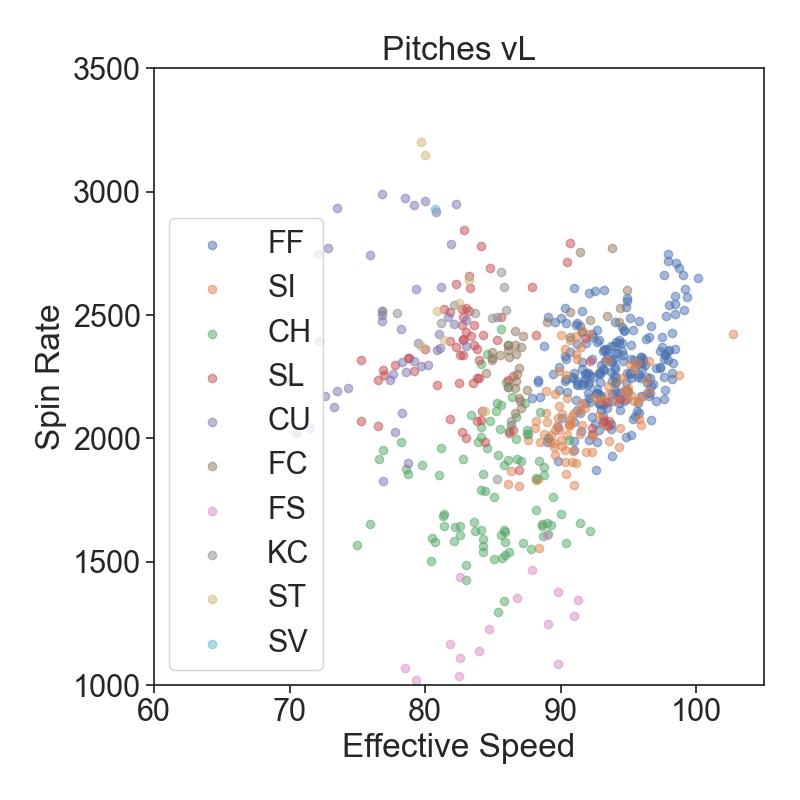 Pitches vL
3500
3000
2500
2000
1500
1000
Spin Rate
FF
SI
CH
SL
CU
FC
FS
KC
ST
SV
60 70 80 90 100
Effective Speed